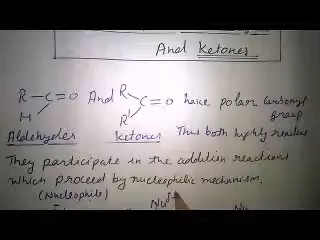 And Ketones
R-C=O And R-C=O have polar carbonyl
H R' group
Aldehydes Ketones Thus both highly reactive
They participate in the addition reactions
which proceed by nucleophilic mechanism.
(Nucleophile) Nu